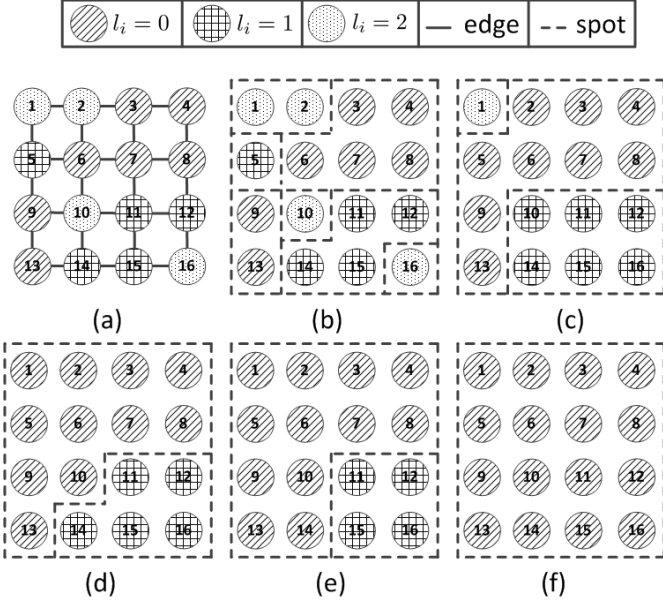 l_i = 0 l_i = 1 l_i = 2 edge spot
1 2 3 4 1 2 3 4 1 2 3 4
5 6 7 8 5 6 7 8 5 6 7 8
9 10 11 12 9 10 11 12 9 10 11 12
13 14 15 16 13 14 15 16 13 14 15 16
(a) (b) (c)
1 2 3 4 1 2 3 4 1 2 3 4
5 6 7 8 5 6 7 8 5 6 7 8
9 10 11 12 9 10 11 12 9 10 11 12
13 14 15 16 13 14 15 16 13 14 15 16
(d) (e) (f)